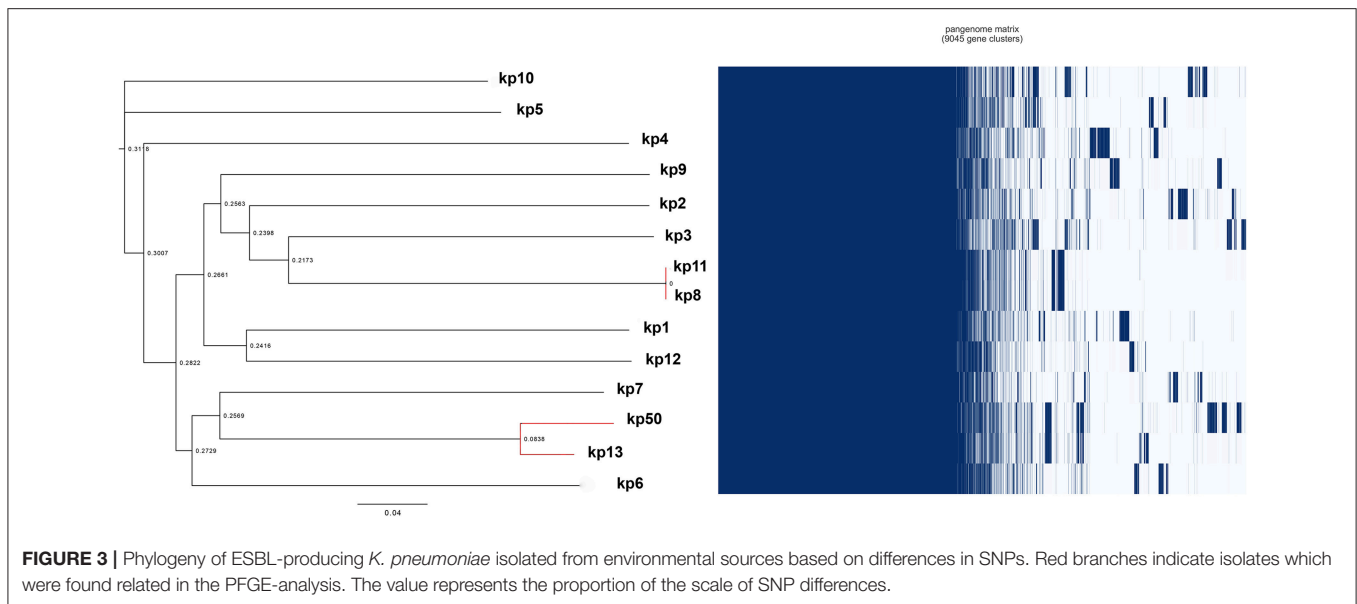 pangenome matrix
(9045 gene clusters)
kp10
kp5
kp4
0.3118
kp9
0.2563
kp2
0.2398
kp3
0.3007
0.2173
kp11
0.2661
0
kp8
kp1
0.2416
kp12
0.2822
kp7
0.2569
kp50
0.0838
kp13
0.2729
kp6
0.04
FIGURE 3 | Phylogeny of ESBL-producing K. pneumoniae isolated from environmental sources based on differences in SNPs. Red branches indicate isolates which
were found related in the PFGE-analysis. The value represents the proportion of the scale of SNP differences.